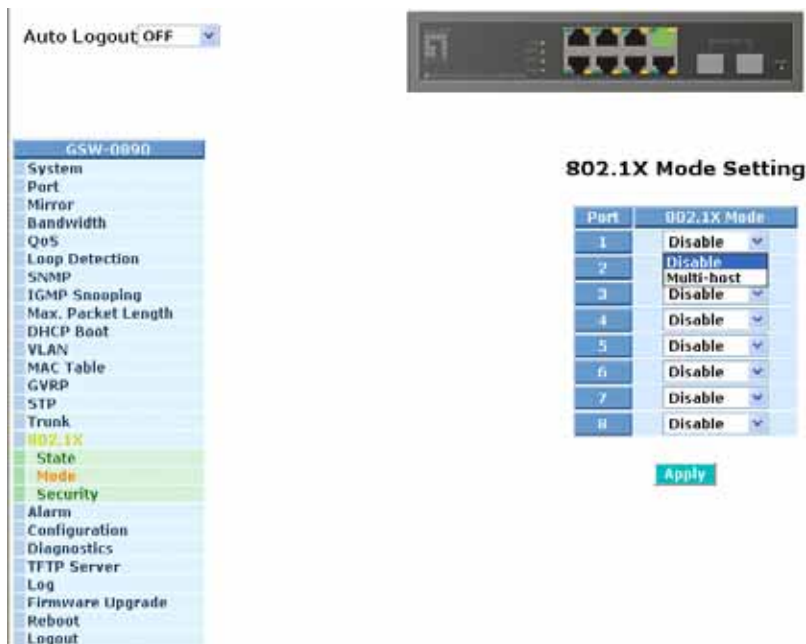 Auto Logout OFF
GSW-0890
System
Port
Mirror
Bandwidth
QoS
Loop Detection
SNMP
IGMP Snooping
Max. Packet Length
DHCP Boot
VLAN
MAC Table
GVRP
STP
Trunk
802.1X
State
Mode
Security
Alarm
Configuration
Diagnostics
TFTP Server
Log
Firmware Upgrade
Reboot
Logout
802.1X Mode Setting
Port 802.1X Mode
1 Disable
2 Disable
Multi-host
3 Disable
4 Disable
5 Disable
6 Disable
7 Disable
8 Disable
Apply